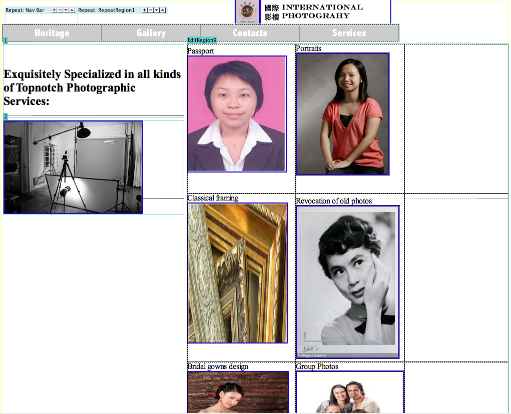 Repeat: Nav Bar
Repeat: RepeatRegion1
國際 INTERNATIONAL
影樓 PHOTOGRAHY
Heritage
Gallery
Contacts
Services
EditRegion3
Exquisitely Specialized in all kinds
of Topnotch Photographic
Services:
Passport
Portraits
Classical framing
Revocation of old photos
Bridal gowns design
Group Photos